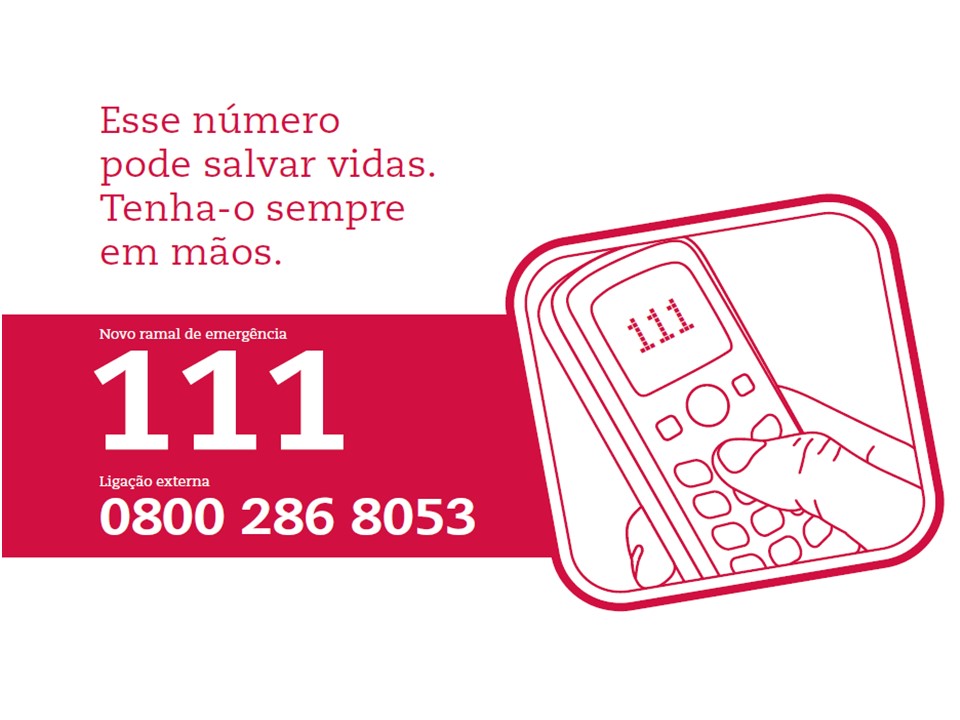 Esse número
pode salvar vidas.
Tenha-o sempre
em mãos.
Novo ramal de emergência
111
Ligação externa
0800 286 8053
111